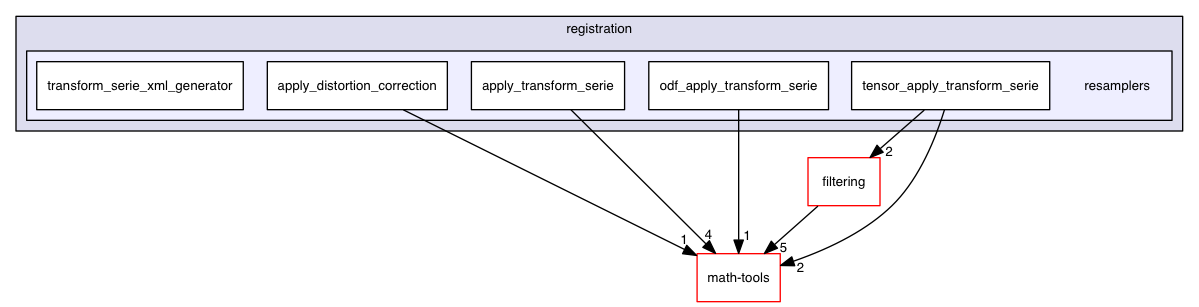 registration
transform_serie_xml_generator
apply_distortion_correction
apply_transform_serie
odf_apply_transform_serie
tensor_apply_transform_serie
resamplers
2
filtering
1
4
1
5
2
math-tools